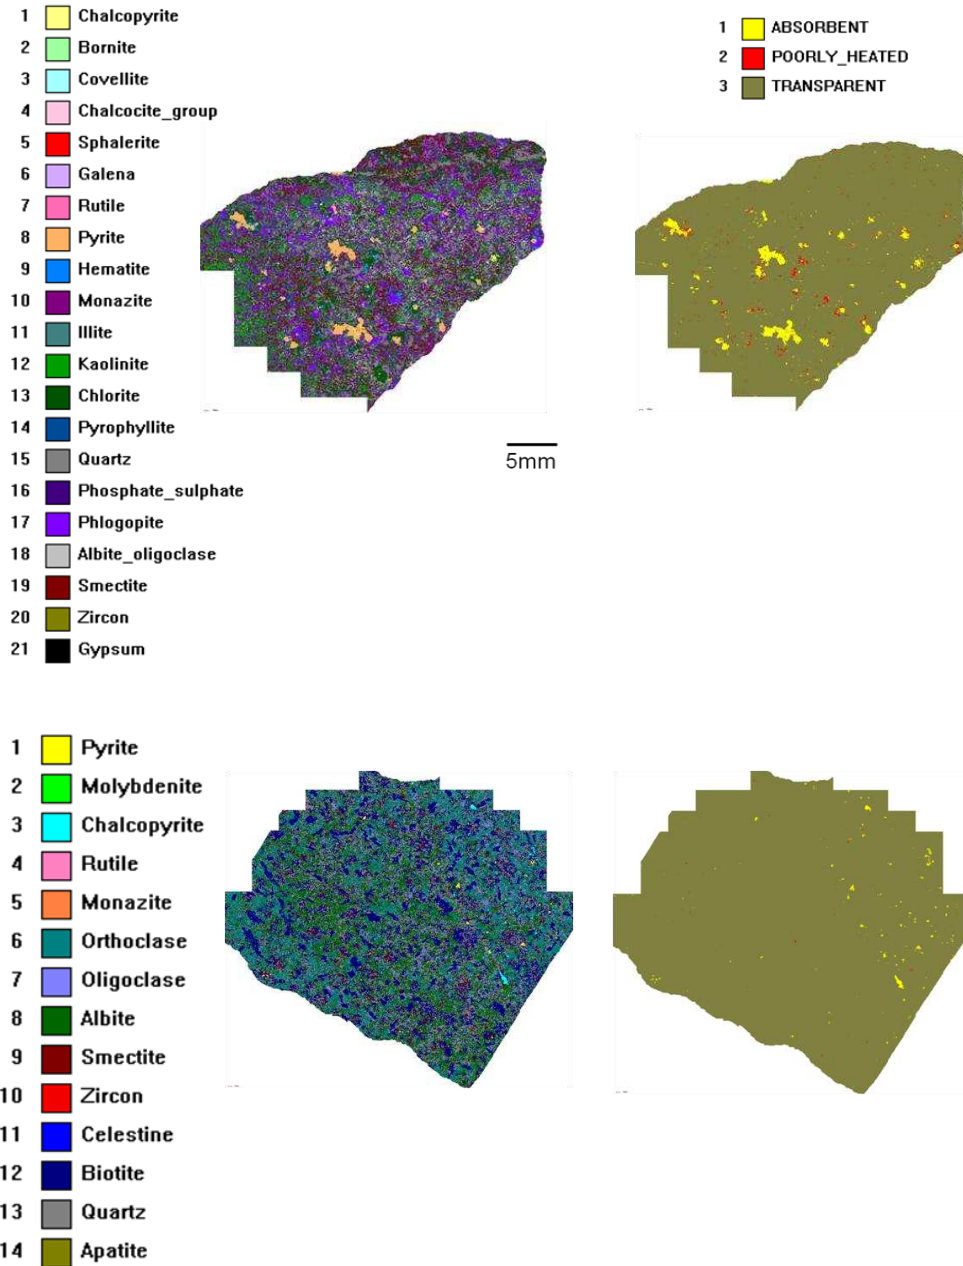 1 Chalcopyrite
2 Bornite
3 Covellite
4 Chalcocite_group
5 Sphalerite
6 Galena
7 Rutile
8 Pyrite
9 Hematite
10 Monazite
11 Illite
12 Kaolinite
13 Chlorite
14 Pyrophyllite
15 Quartz
16 Phosphate_sulphate
17 Phlogopite
18 Albite_oligoclase
19 Smectite
20 Zircon
21 Gypsum
1 ABSORBENT
2 POORLY_HEATED
3 TRANSPARENT
5mm
1 Pyrite
2 Molybdenite
3 Chalcopyrite
4 Rutile
5 Monazite
6 Orthoclase
7 Oligoclase
8 Albite
9 Smectite
10 Zircon
11 Celestine
12 Biotite
13 Quartz
14 Apatite